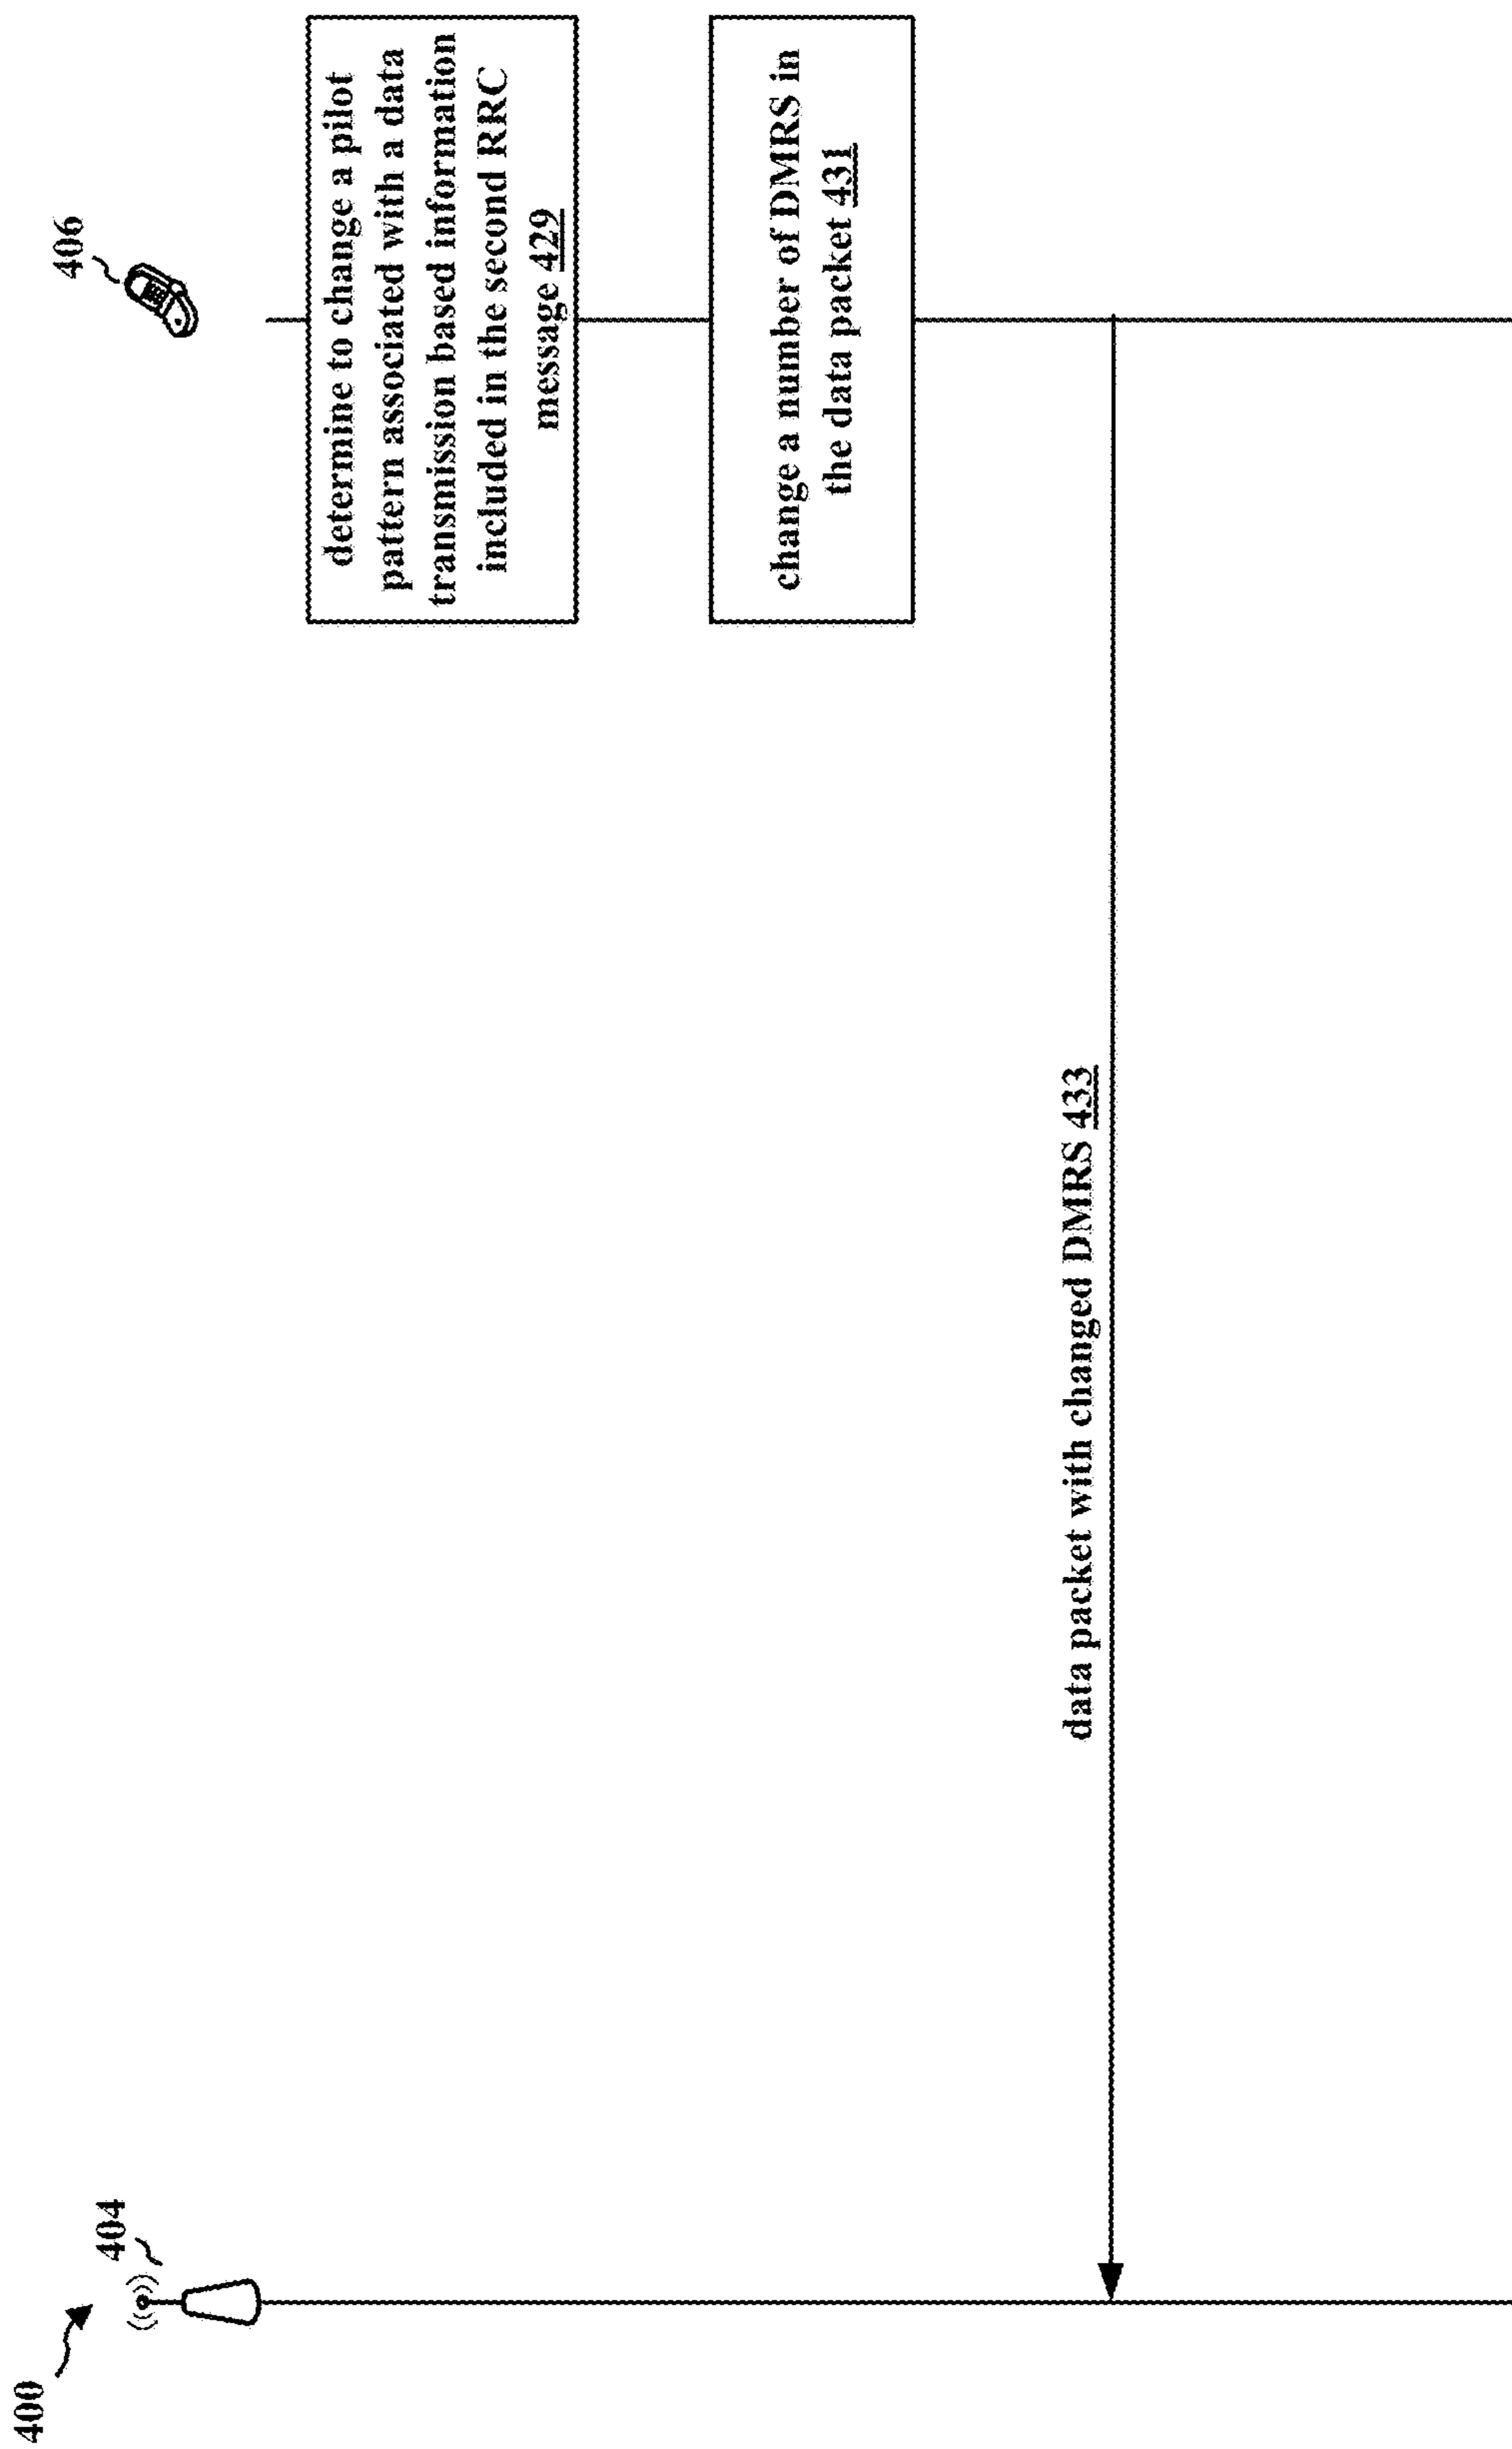 400
404
406
determine to change a pilot
pattern associated with a data
transmission based information
included in the second RRC
message 429
change a number of DMRS in
the data packet 431
data packet with changed DMRS 433